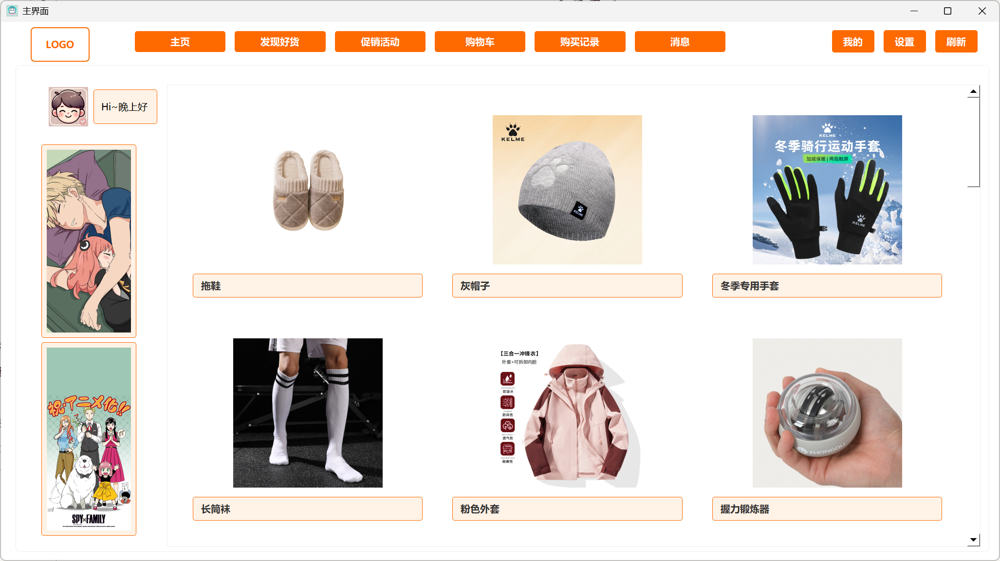 主界面
LOGO
主页
发现好货
促销活动
购物车
购买记录
消息
我的
设置
刷新
Hi~晚上好
KELME
KELME
KELME
冬季骑行运动手套
加绒保暖 | 两指触屏
KELME
拖鞋
灰帽子
冬季专用手套
祝・アニメ化!!
SPY×FAMILY
【三合一冲锋衣】
外套+可拆卸内胆
防泼水
防风性
透气性
耐磨性
ZHONGOU
长筒袜
粉色外套
握力锻炼器